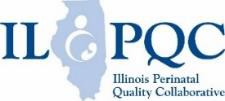 IL PQC
Illinois Perinatal
Quality Collaborative